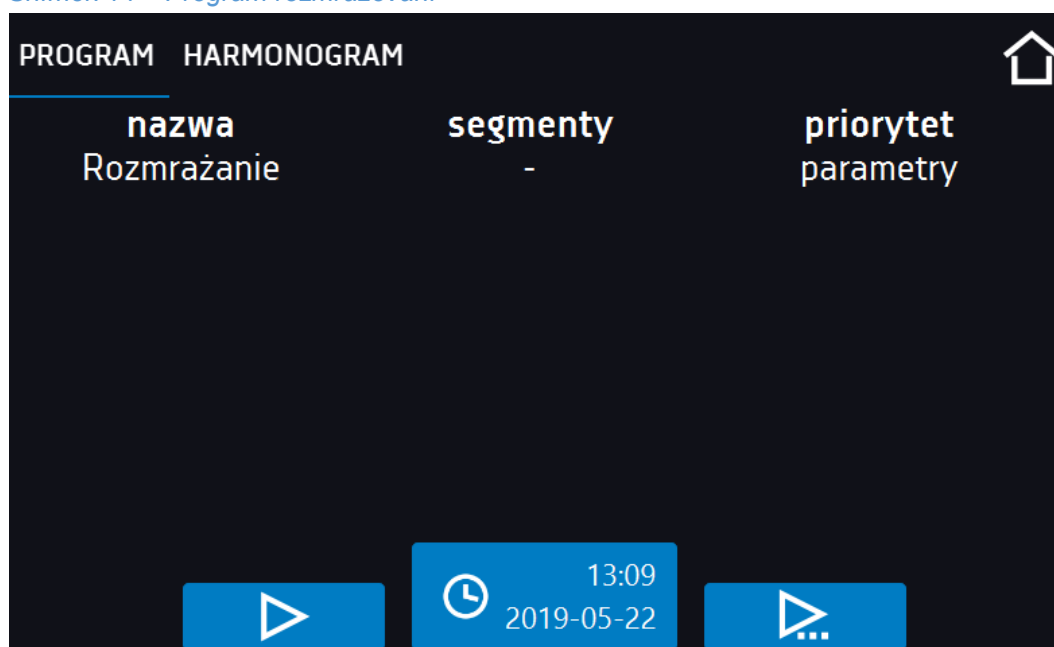 PROGRAM HARMONOGRAM
nazwa segmenty priorytet
Rozmrażanie - parametry
13:09
2019-05-22